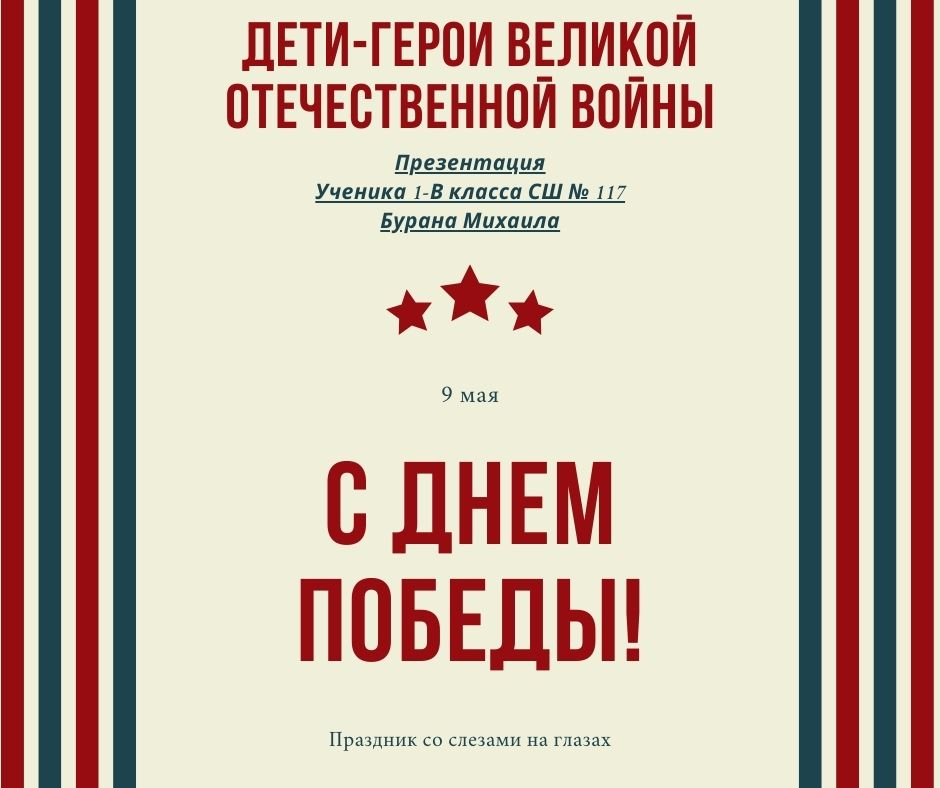 ДЕТИ-ГЕРОИ ВЕЛИКОЙ
ОТЕЧЕСТВЕННОЙ ВОЙНЫ
Презентация
Ученика 1-В класса СШ № 117
Бурана Михаила
9 мая
С ДНЕМ
ПОБЕДЫ!
Праздник со слезами на глазах